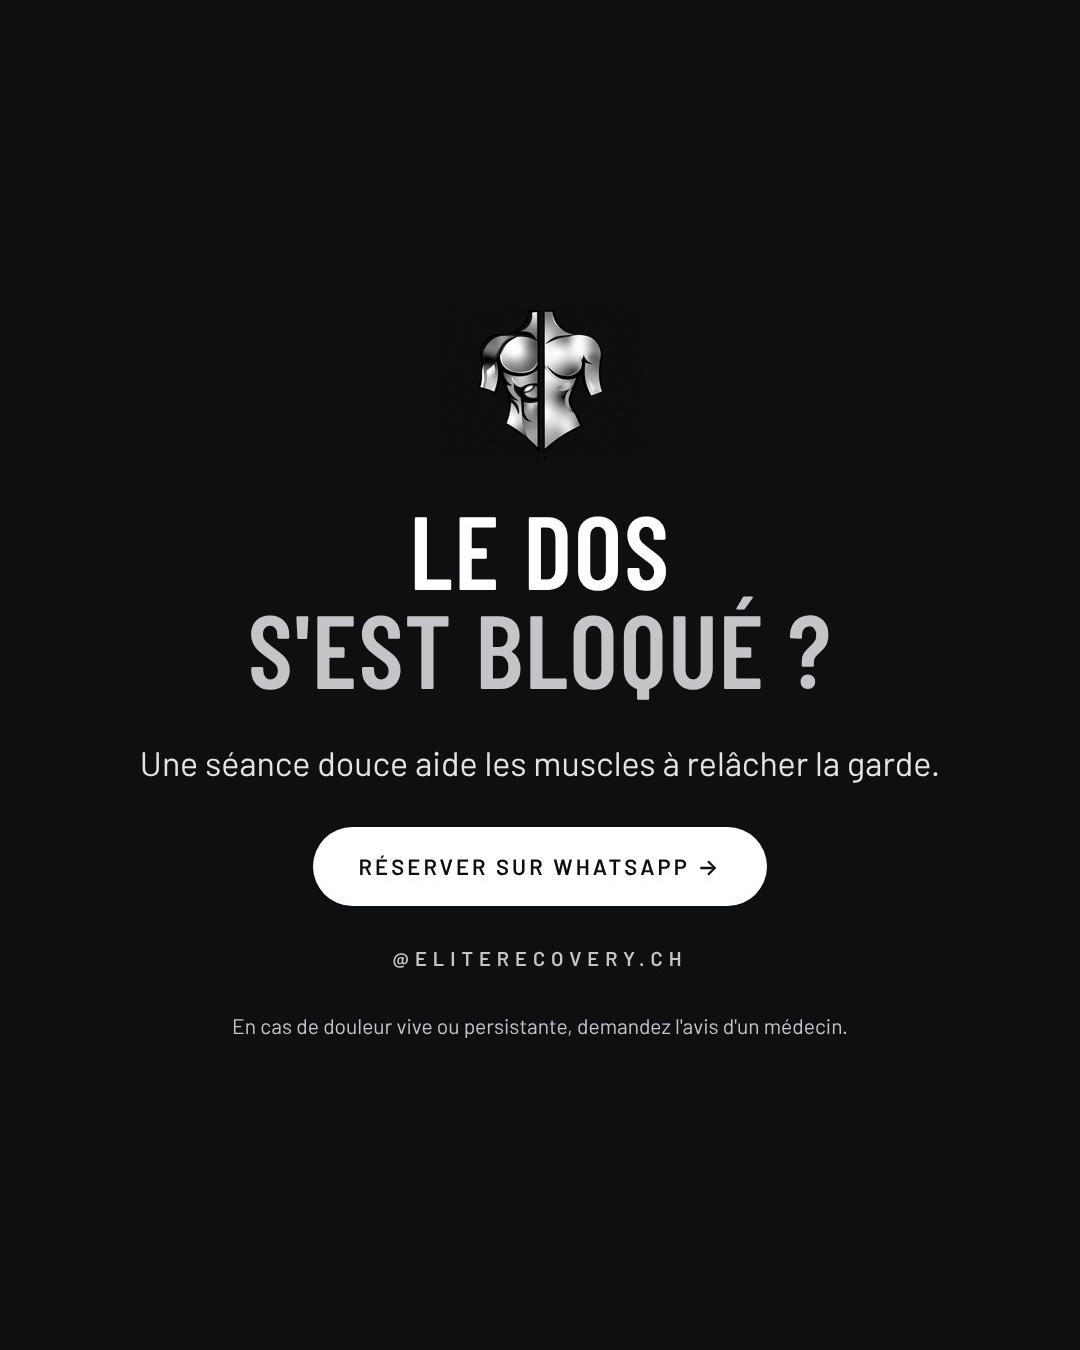 LE DOS
S'EST BLOQUÉ ?
Une séance douce aide les muscles à relâcher la garde.
RÉSERVER SUR WHATSAPP →
@ELITERECOVERY.CH
En cas de douleur vive ou persistante, demandez l'avis d'un médecin.